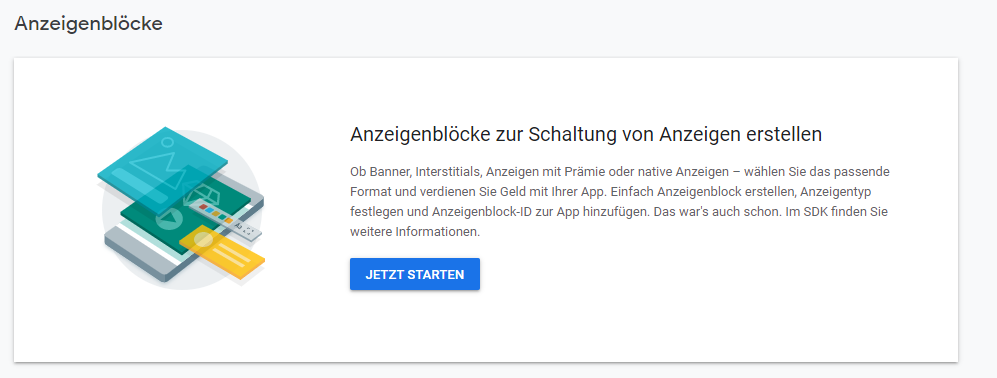 Anzeigenblöcke
Anzeigenblöcke zur Schaltung von Anzeigen erstellen
Ob Banner, Interstitials, Anzeigen mit Prämie oder native Anzeigen – wählen Sie das passende
Format und verdienen Sie Geld mit Ihrer App. Einfach Anzeigenblock erstellen, Anzeigentyp
festlegen und Anzeigenblock-ID zur App hinzufügen. Das war's auch schon. Im SDK finden Sie
weitere Informationen.
JETZT STARTEN